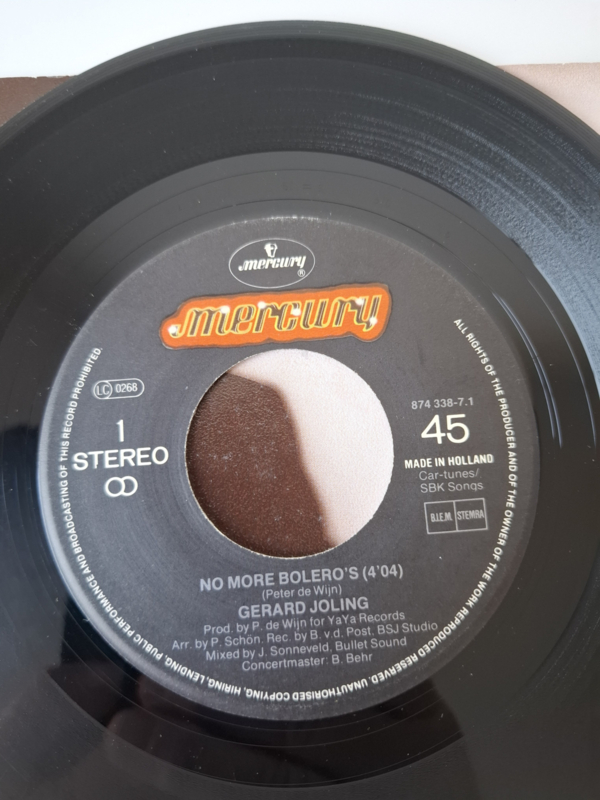 mercury
®
mercury
LC 0268
1
STEREO
874 338-7.1
45
MADE IN HOLLAND
Car-tunes/
SBK Songs
B.I.E.M. STEMRA
NO MORE BOLERO'S (4'04)
(Peter de Wijn)
GERARD JOLING
Prod. by P. de Wijn for YaYa Records
Arr. by P. Schön. Rec. by B. v.d. Post. BSJ Studio
Mixed by J. Sonneveld, Bullet Sound
Concertmaster: B. Behr
ALL RIGHTS OF THE PRODUCER AND OF THE OWNER OF THE WORK REPRODUCED RESERVED. UNAUTHORISED COPYING, HIRING, LENDING, PUBLIC PERFORMANCE AND BROADCASTING OF THIS RECORD PROHIBITED.